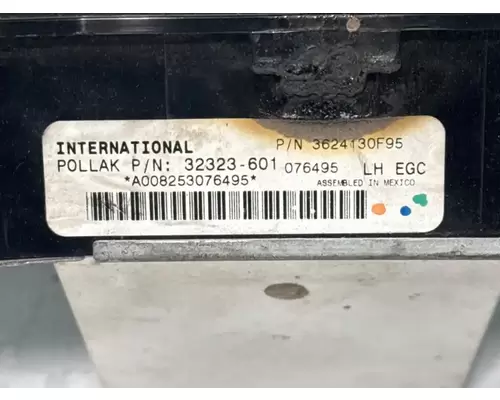 INTERNATIONAL P/N 3624130F95
POLLAK P/N: 32323-601 076495 LH EGC
*A008253076495* ASSEMBLED IN MEXICO